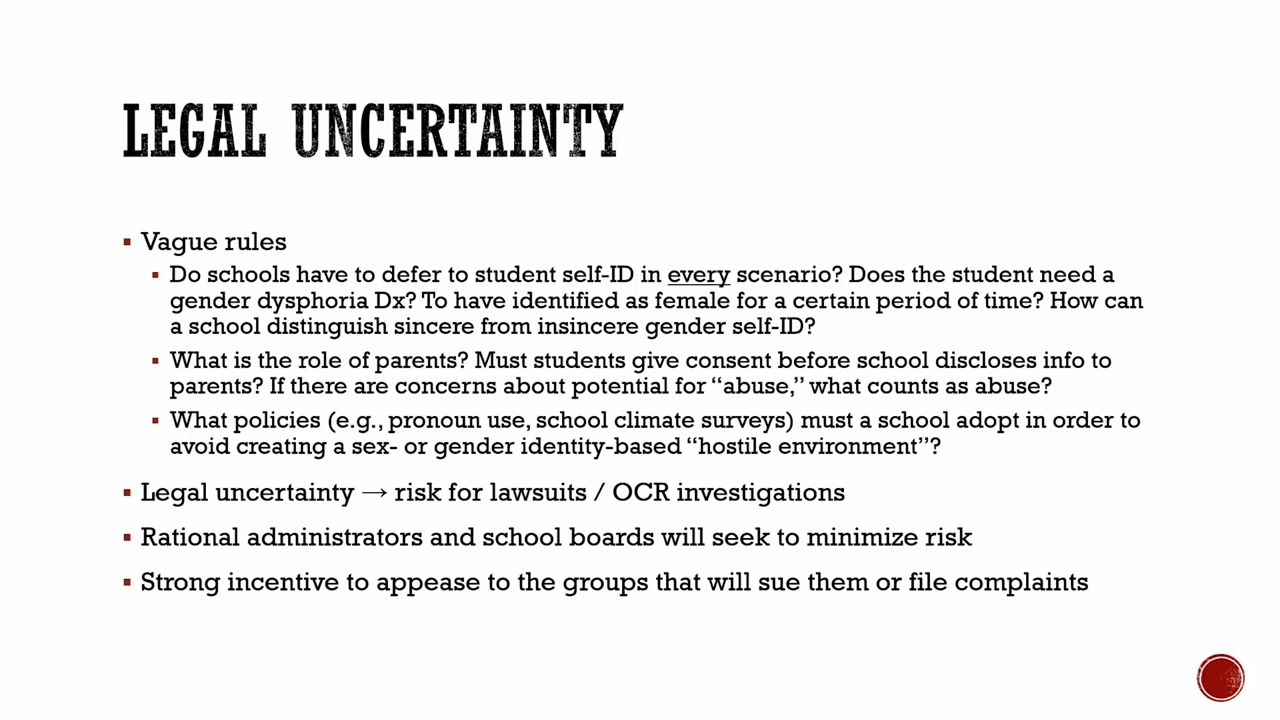 LEGAL UNCERTAINTY
▪ Vague rules
▪ Do schools have to defer to student self-ID in every scenario? Does the student need a
gender dysphoria Dx? To have identified as female for a certain period of time? How can
a school distinguish sincere from insincere gender self-ID?
▪ What is the role of parents? Must students give consent before school discloses info to
parents? If there are concerns about potential for “abuse,” what counts as abuse?
▪ What policies (e.g., pronoun use, school climate surveys) must a school adopt in order to
avoid creating a sex- or gender identity-based “hostile environment”?
▪ Legal uncertainty → risk for lawsuits / OCR investigations
▪ Rational administrators and school boards will seek to minimize risk
▪ Strong incentive to appease to the groups that will sue them or file complaints